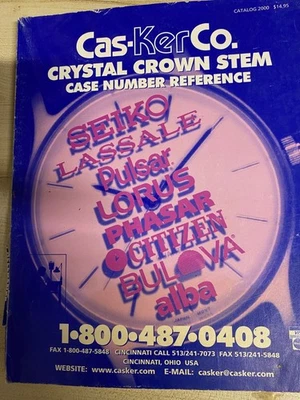 CATALOG 2000 $14.95
Cas-Ker Co.
CRYSTAL CROWN STEM
CASE NUMBER REFERENCE
SEIKO
LASSALE
Pulsar
LORUS
PHASAR
CITIZEN
BULOVA
alba
1·800·487·0408
FAX 1-800-487-5848 CINCINNATI CALL 513/241-7073 FAX 513/241-5848
CINCINNATI, OHIO USA
WEBSITE: www.casker.com E-MAIL: casker@casker.com